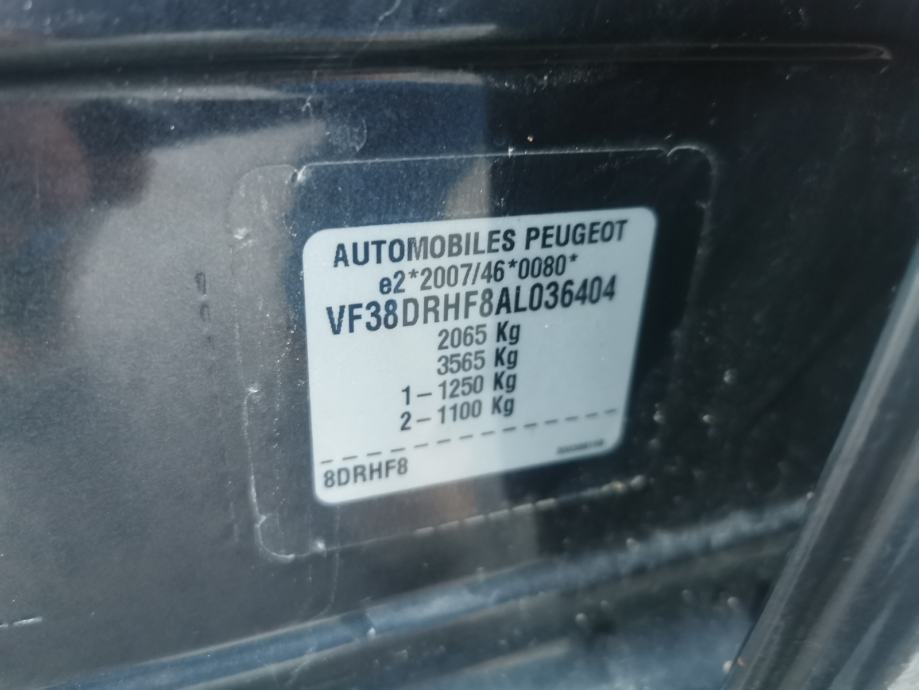 AUTOMOBILES PEUGEOT
e2*2007/46*0080*
VF38DRHF8AL036404
2065 Kg
3565 Kg
1-1250 Kg
2-1100 Kg
8DRHF8